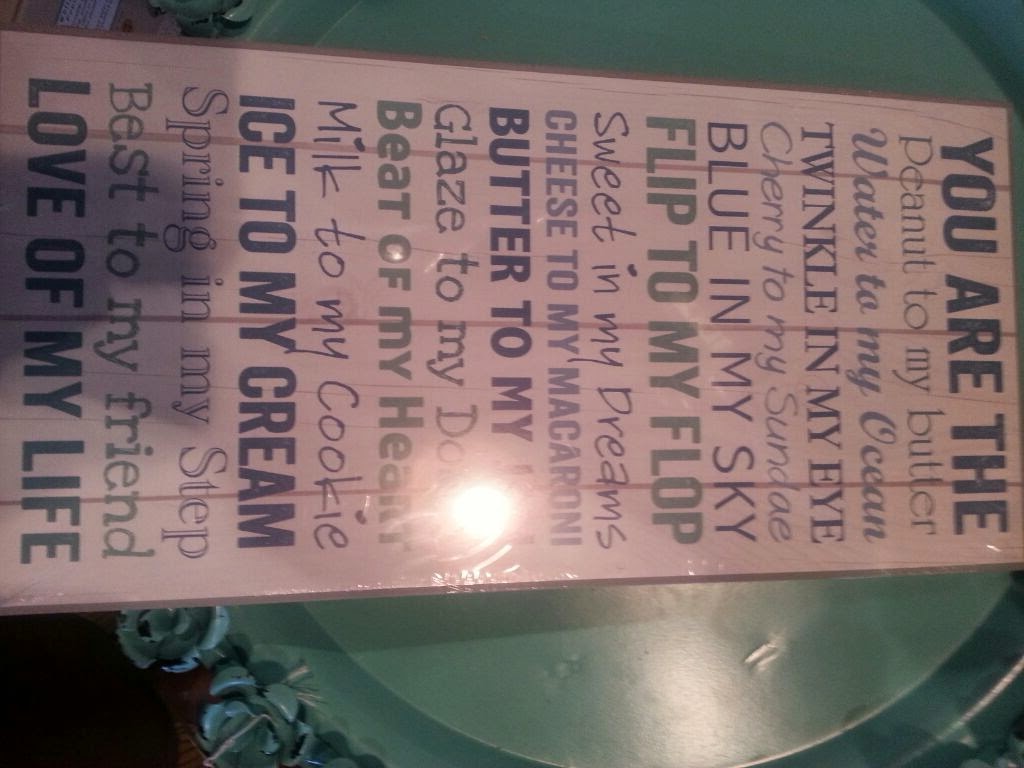 YOU ARE THE
peanut to my butter
Water to my Ocean
TWINKLE IN MY EYE
Cherry to my Sundae
BLUE IN MY SKY
FLIP TO MY FLOP
Sweet in my Dreams
CHEESE TO MY MACARONI
BUTTER TO MY
Glaze to my
Beat of my Heart
Milk to my Cookie
ICE TO MY CREAM
Spring in my Step
Best to my friend
LOVE OF MY LIFE